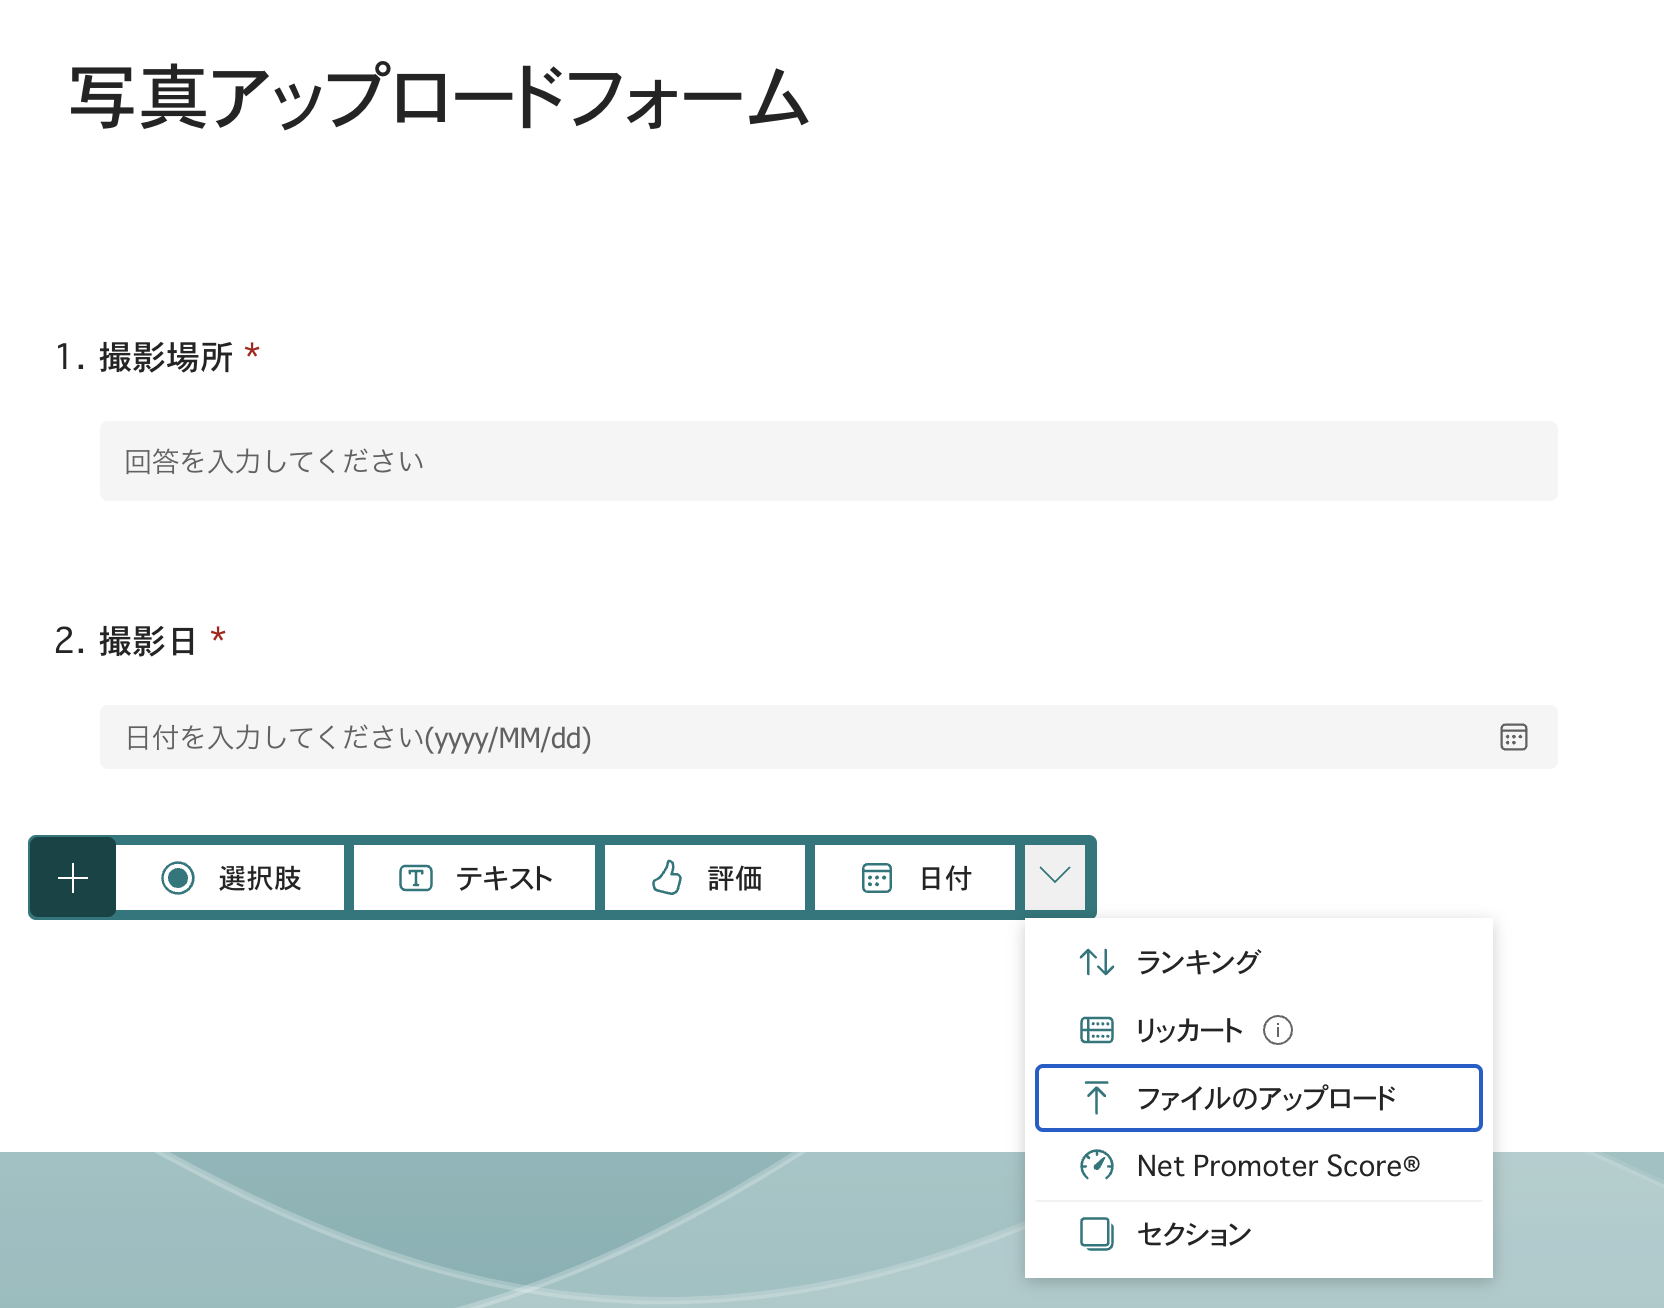 写真アップロードフォーム
1. 撮影場所 *
回答を入力してください
2. 撮影日 *
日付を入力してください(yyyy/MM/dd)
選択肢 テキスト 評価 日付
ランキング
リッカート
ファイルのアップロード
Net Promoter Score®
セクション